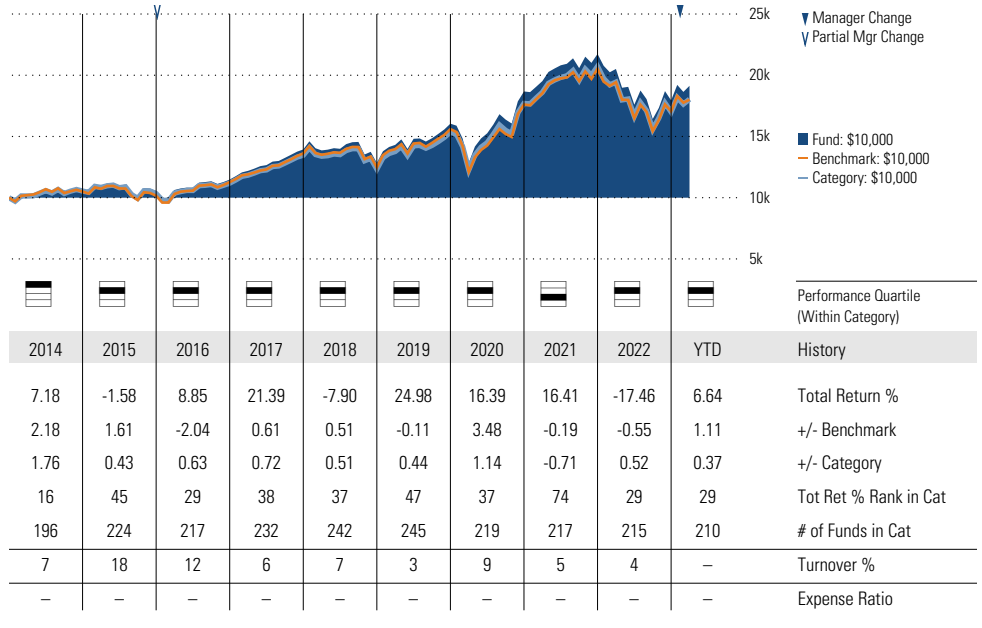 25k
Manager Change
Partial Mgr Change
20k
15k
Fund: $10,000
Benchmark: $10,000
Category: $10,000
10k
5k
Performance Quartile
(Within Category)
2014 2015 2016 2017 2018 2019 2020 2021 2022 YTD History
7.18 -1.58 8.85 21.39 -7.90 24.98 16.39 16.41 -17.46 6.64 Total Return %
2.18 1.61 -2.04 0.61 0.51 -0.11 3.48 -0.19 -0.55 1.11 +/- Benchmark
1.76 0.43 0.63 0.72 0.51 0.44 1.14 -0.71 0.52 0.37 +/- Category
16 45 29 38 37 47 37 74 29 29 Tot Ret % Rank in Cat
196 224 217 232 242 245 219 217 215 210 # of Funds in Cat
7 18 12 6 7 3 9 5 4 – Turnover %
– – – – – – – – – – Expense Ratio